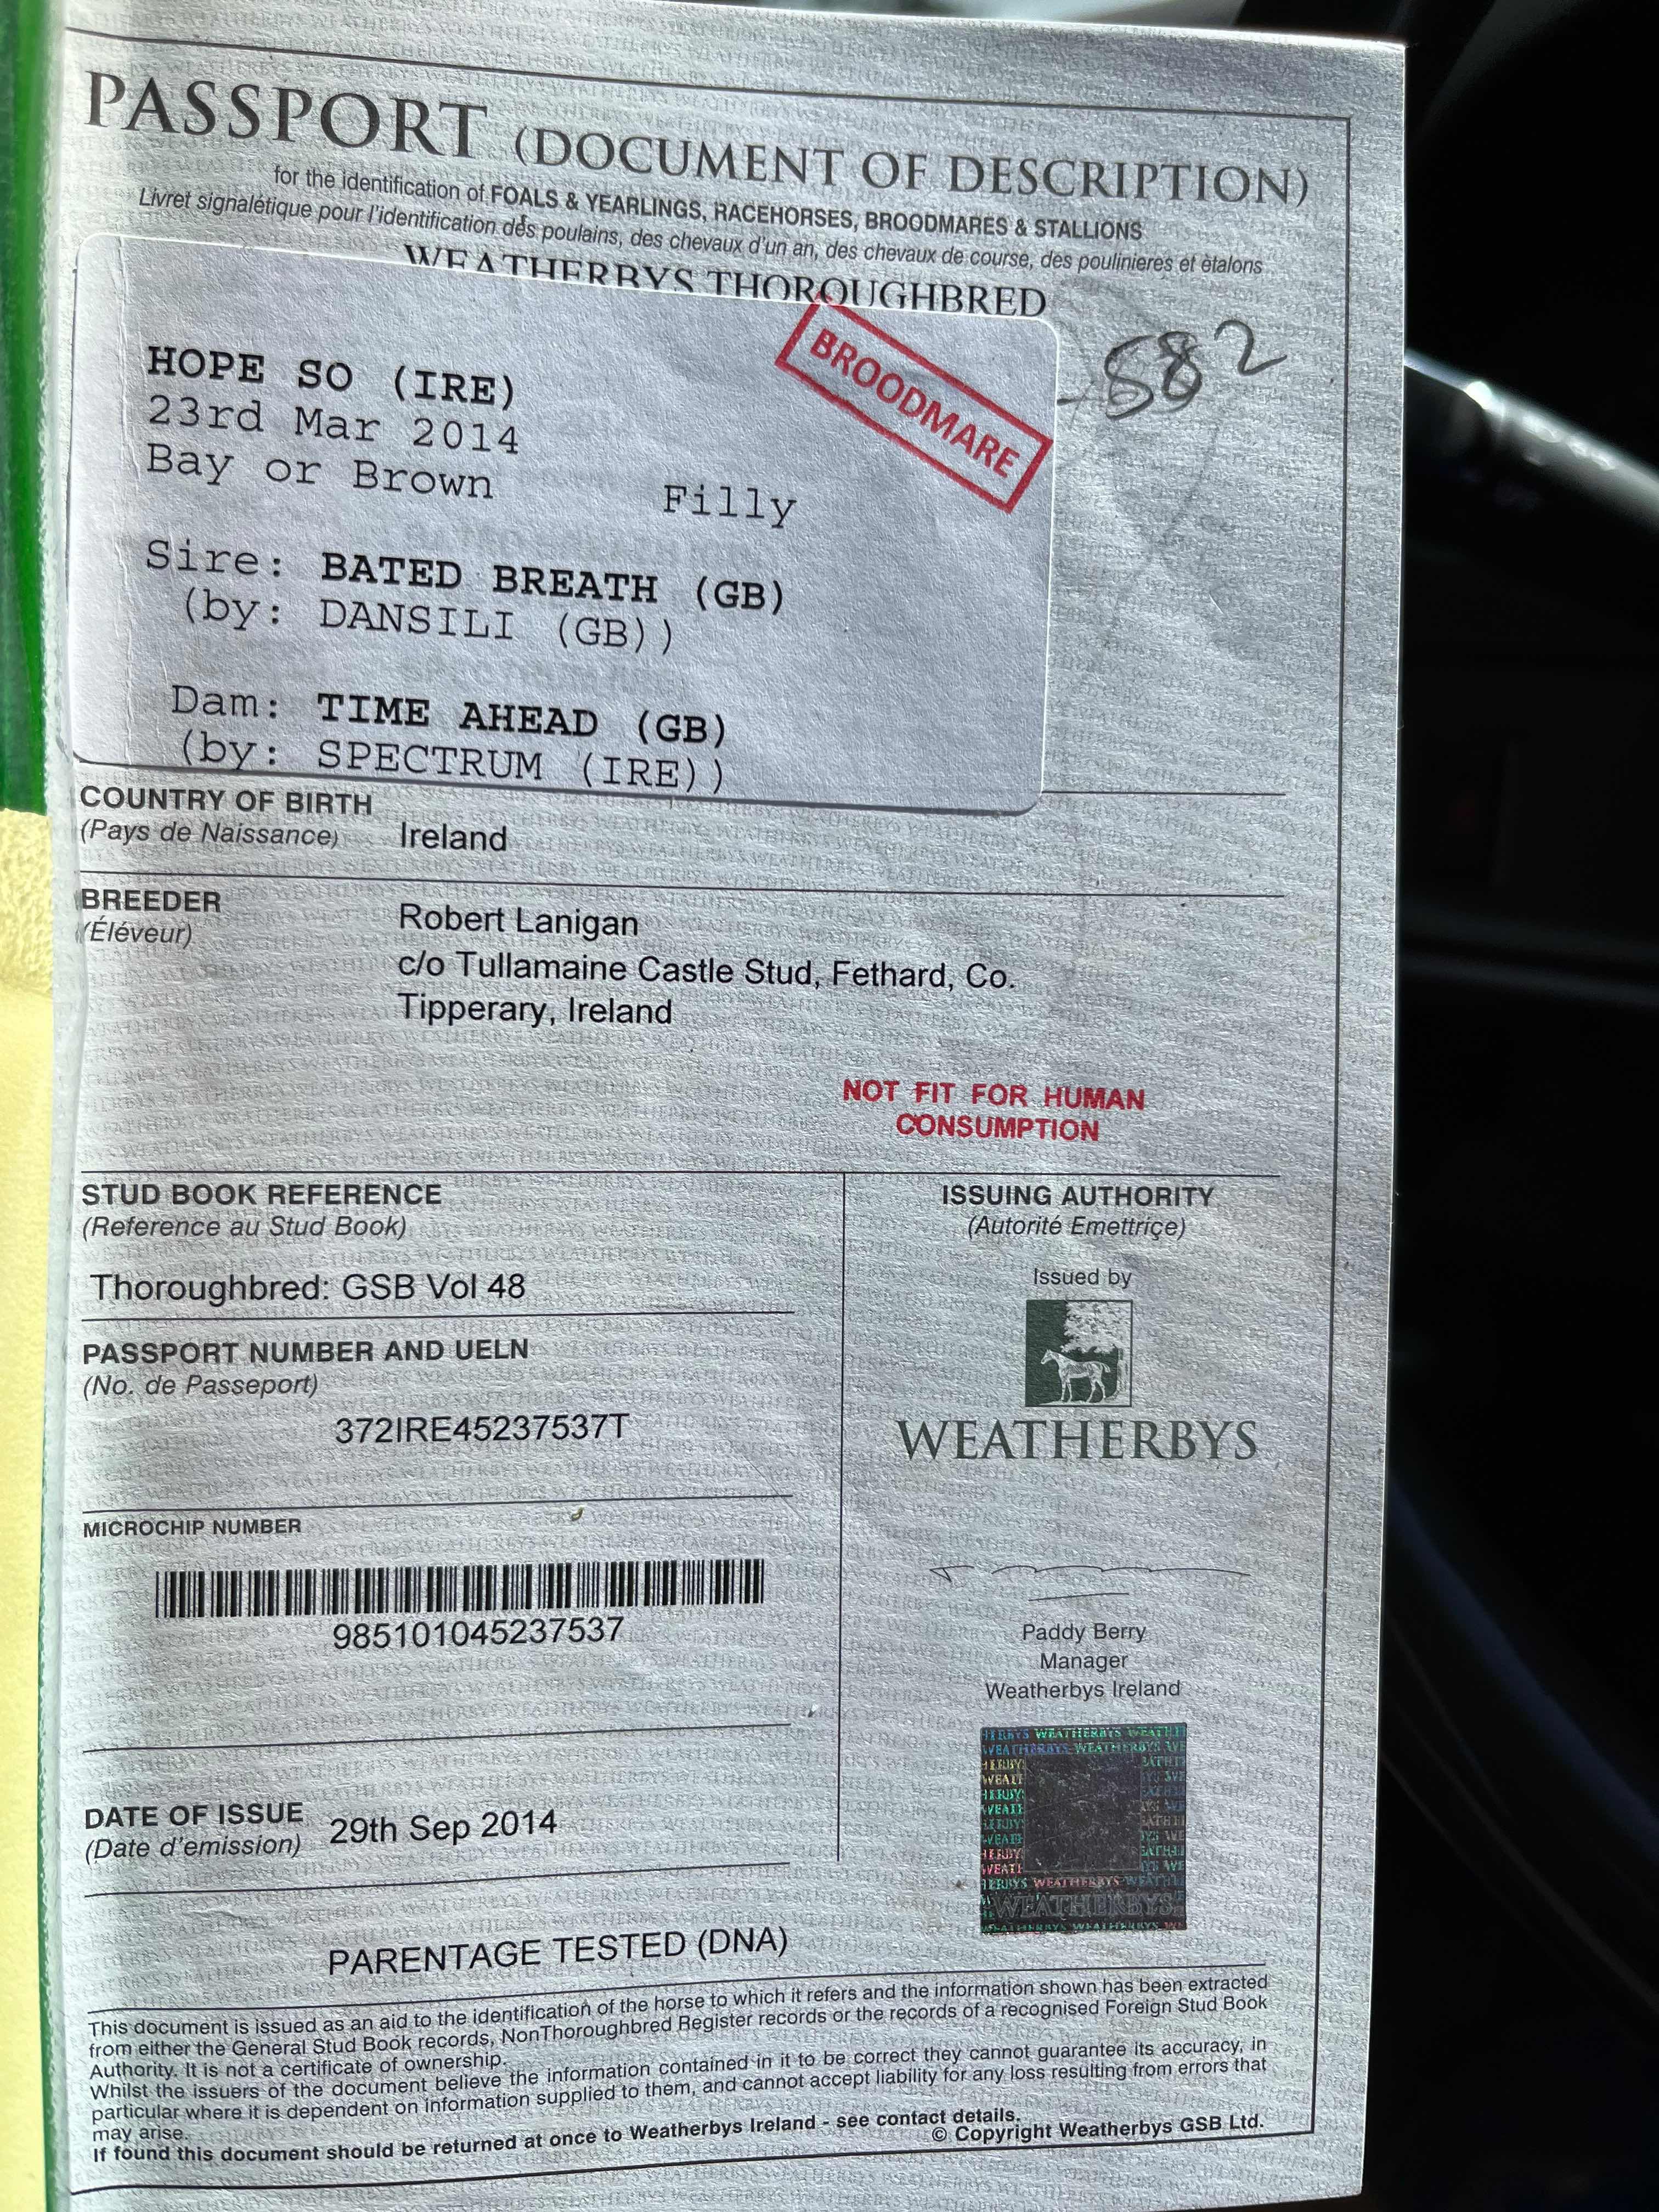 PASSPORT (DOCUMENT OF DESCRIPTION)
for the identification of FOALS & YEARLINGS, RACEHORSES, BROODMARES & STALLIONS
Livret signalétique pour l'identification des poulains, des chevaux d'un an, des chevaux de course, des poulinieres et ètalons
WEATHERBYS THOROUGHBRED
BROODMARE
582
HOPE SO (IRE)
23rd Mar 2014
Bay or Brown Filly
Sire: BATED BREATH (GB)
(by: DANSILI (GB))
Dam: TIME AHEAD (GB)
(by: SPECTRUM (IRE))
COUNTRY OF BIRTH
(Pays de Naissance) Ireland
BREEDER
(Éléveur)
Robert Lanigan
c/o Tullamaine Castle Stud, Fethard, Co.
Tipperary, Ireland
NOT FIT FOR HUMAN
CONSUMPTION
STUD BOOK REFERENCE
(Reference au Stud Book)
Thoroughbred: GSB Vol 48
PASSPORT NUMBER AND UELN
(No. de Passeport)
372IRE45237537T
MICROCHIP NUMBER
985101045237537
DATE OF ISSUE
(Date d'emission) 29th Sep 2014
ISSUING AUTHORITY
(Autorité Emettriçe)
Issued by
WEATHERBYS
Paddy Berry
Manager
Weatherbys Ireland
WEATHERBYS
PARENTAGE TESTED (DNA)
This document is issued as an aid to the identification of the horse to which it refers and the information shown has been extracted
from either the General Stud Book records, NonThoroughbred Register records or the records of a recognised Foreign Stud Book
Authority. It is not a certificate of ownership.
Whilst the issuers of the document believe the information contained in it to be correct they cannot guarantee its accuracy, in
particular where it is dependent on information supplied to them, and cannot accept liability for any loss resulting from errors that
may arise.
If found this document should be returned at once to Weatherbys Ireland - see contact details.
© Copyright Weatherbys GSB Ltd.